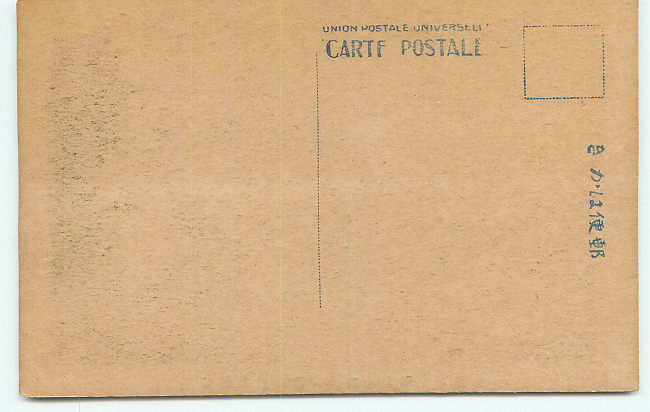 UNION POSTALE UNIVERSELLE
CARTE POSTALE
郵便はかき